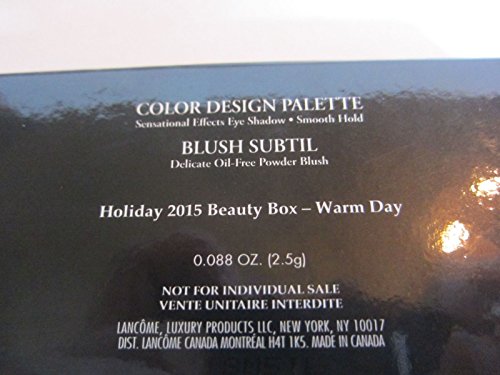 COLOR DESIGN PALETTE
Sensational Effects Eye Shadow • Smooth Hold
BLUSH SUBTIL
Delicate Oil-Free Powder Blush
Holiday 2015 Beauty Box – Warm Day
0.088 OZ. (2.5g)
NOT FOR INDIVIDUAL SALE
VENTE UNITAIRE INTERDITE
LANCÔME, LUXURY PRODUCTS LLC, NEW YORK, NY 10017
DIST. LANCÔME CANADA MONTRÉAL H4T 1K5. MADE IN CANADA